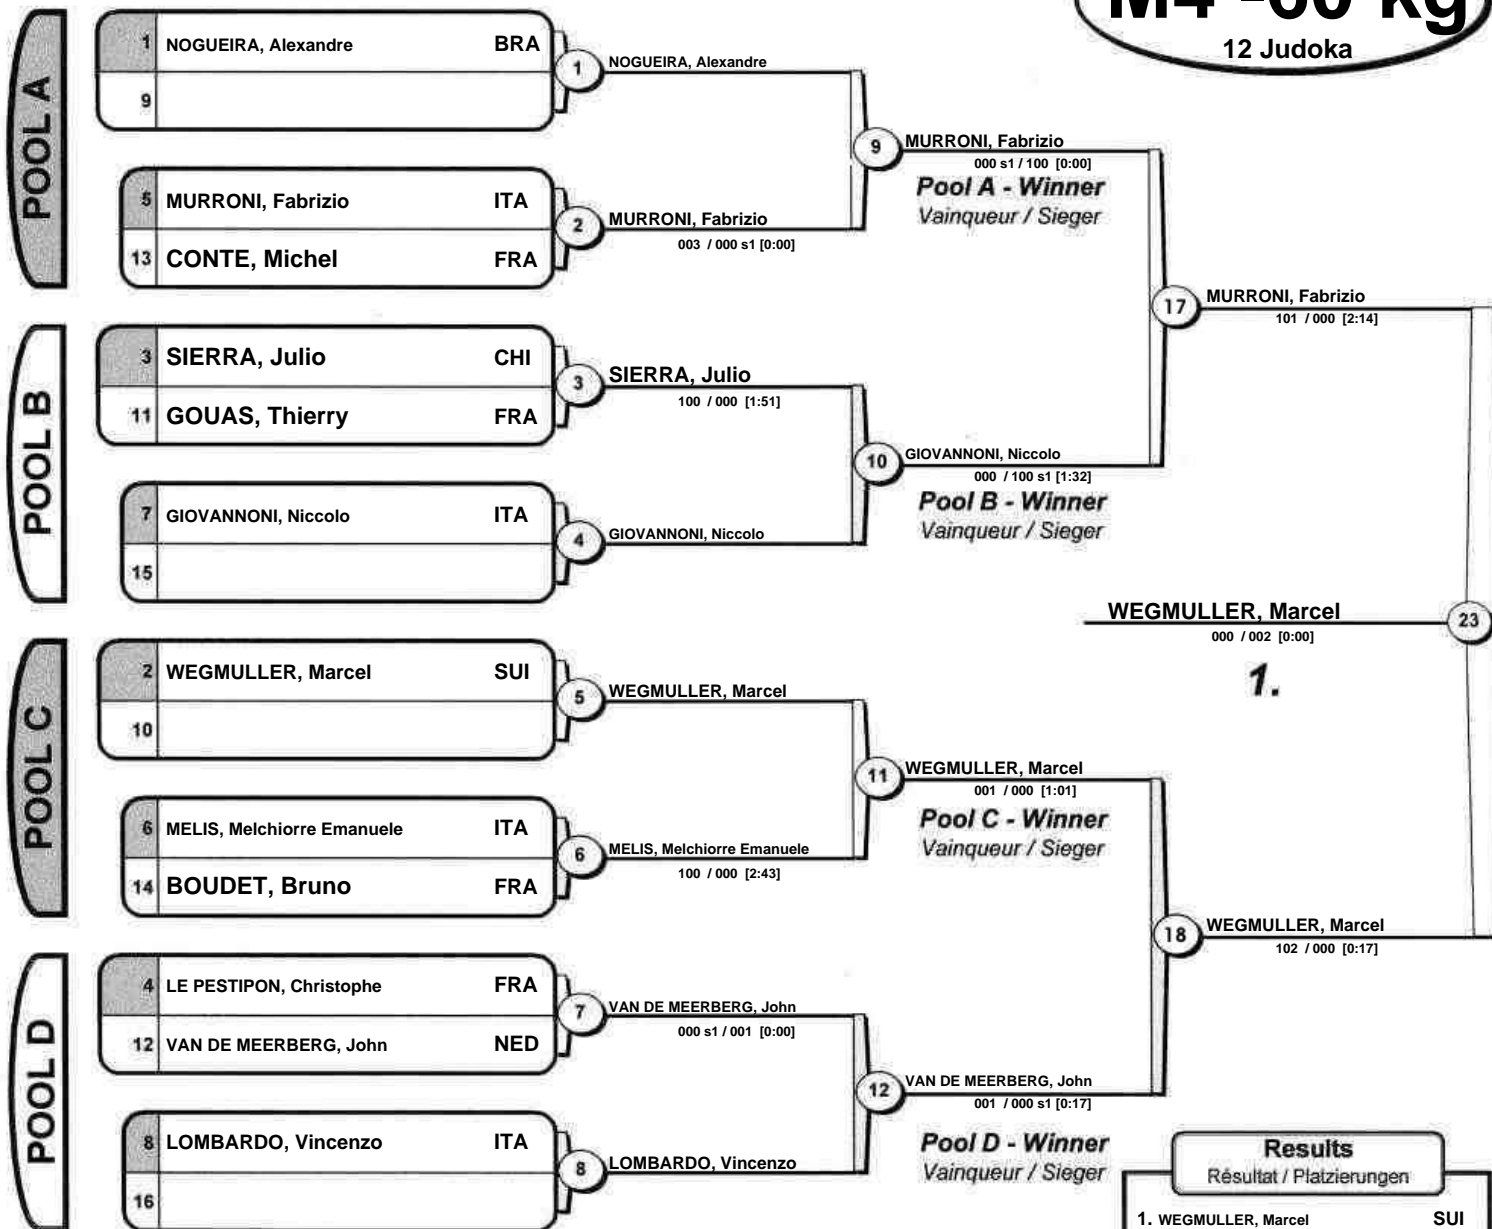 M4 -60 kg
12 Judoka
POOL A
1 NOGUEIRA, Alexandre BRA
9
1
NOGUEIRA, Alexandre
5 MURRONI, Fabrizio ITA
13 CONTE, Michel FRA
2
MURRONI, Fabrizio
003 / 000 s1 [0:00]
9
MURRONI, Fabrizio
000 s1 / 100 [0:00]
Pool A - Winner
Vainqueur / Sieger
POOL B
3 SIERRA, Julio CHI
11 GOUAS, Thierry FRA
3
SIERRA, Julio
100 / 000 [1:51]
7 GIOVANNONI, Niccolo ITA
15
4
GIOVANNONI, Niccolo
10
GIOVANNONI, Niccolo
000 / 100 s1 [1:32]
Pool B - Winner
Vainqueur / Sieger
17
MURRONI, Fabrizio
101 / 000 [2:14]
POOL C
2 WEGMULLER, Marcel SUI
10
5
WEGMULLER, Marcel
6 MELIS, Melchiorre Emanuele ITA
14 BOUDET, Bruno FRA
6
MELIS, Melchiorre Emanuele
100 / 000 [2:43]
11
WEGMULLER, Marcel
001 / 000 [1:01]
Pool C - Winner
Vainqueur / Sieger
POOL D
4 LE PESTIPON, Christophe FRA
12 VAN DE MEERBERG, John NED
7
VAN DE MEERBERG, John
000 s1 / 001 [0:00]
8 LOMBARDO, Vincenzo ITA
16
8
LOMBARDO, Vincenzo
12
VAN DE MEERBERG, John
001 / 000 s1 [0:17]
Pool D - Winner
Vainqueur / Sieger
18
WEGMULLER, Marcel
102 / 000 [0:17]
23
WEGMULLER, Marcel
000 / 002 [0:00]
1.
Results
Résultat / Platzierungen
1. WEGMULLER, Marcel SUI